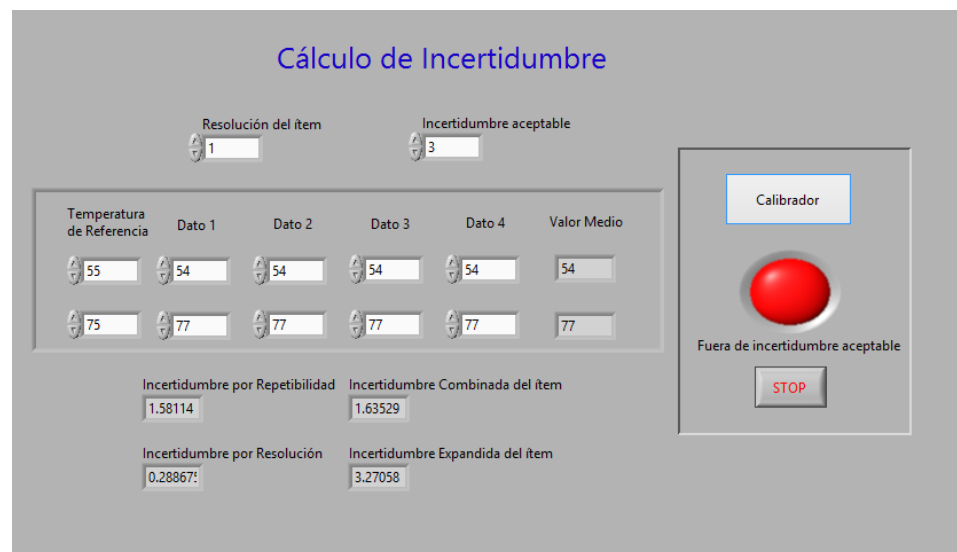 Cálculo de Incertidumbre
Resolución del ítem
Incertidumbre aceptable
1
3
Temperatura
de Referencia
Dato 1
Dato 2
Dato 3
Dato 4
Valor Medio
55
54
54
54
54
54
75
77
77
77
77
77
Calibrador
Fuera de incertidumbre aceptable
STOP
Incertidumbre por Repetibilidad
Incertidumbre Combinada del ítem
1.58114
1.63529
Incertidumbre por Resolución
Incertidumbre Expandida del ítem
0.28867
3.27058